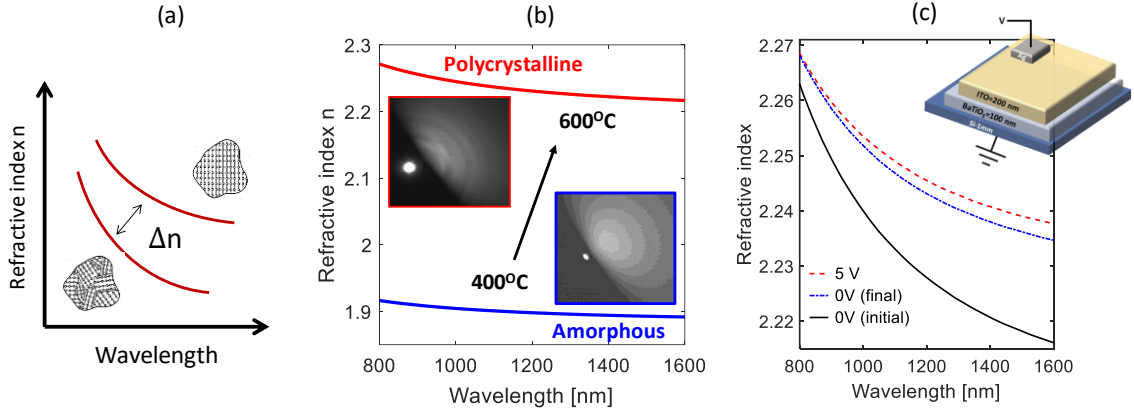 (a)
Refractive index n
Δn
Wavelength
(b)
Refractive index n
2.3
2.2
2.1
2
1.9
Polycrystalline
600⁰C
400⁰C
Amorphous
800
1000
1200
1400
1600
Wavelength [nm]
(c)
Refractive index
2.27
2.26
2.25
2.24
2.23
2.22
5 V
0V (final)
0V (initial)
800
1000
1200
1400
1600
Wavelength [nm]
V
ITO=200 nm
BaTiO₃=100 nm
Si-1mm